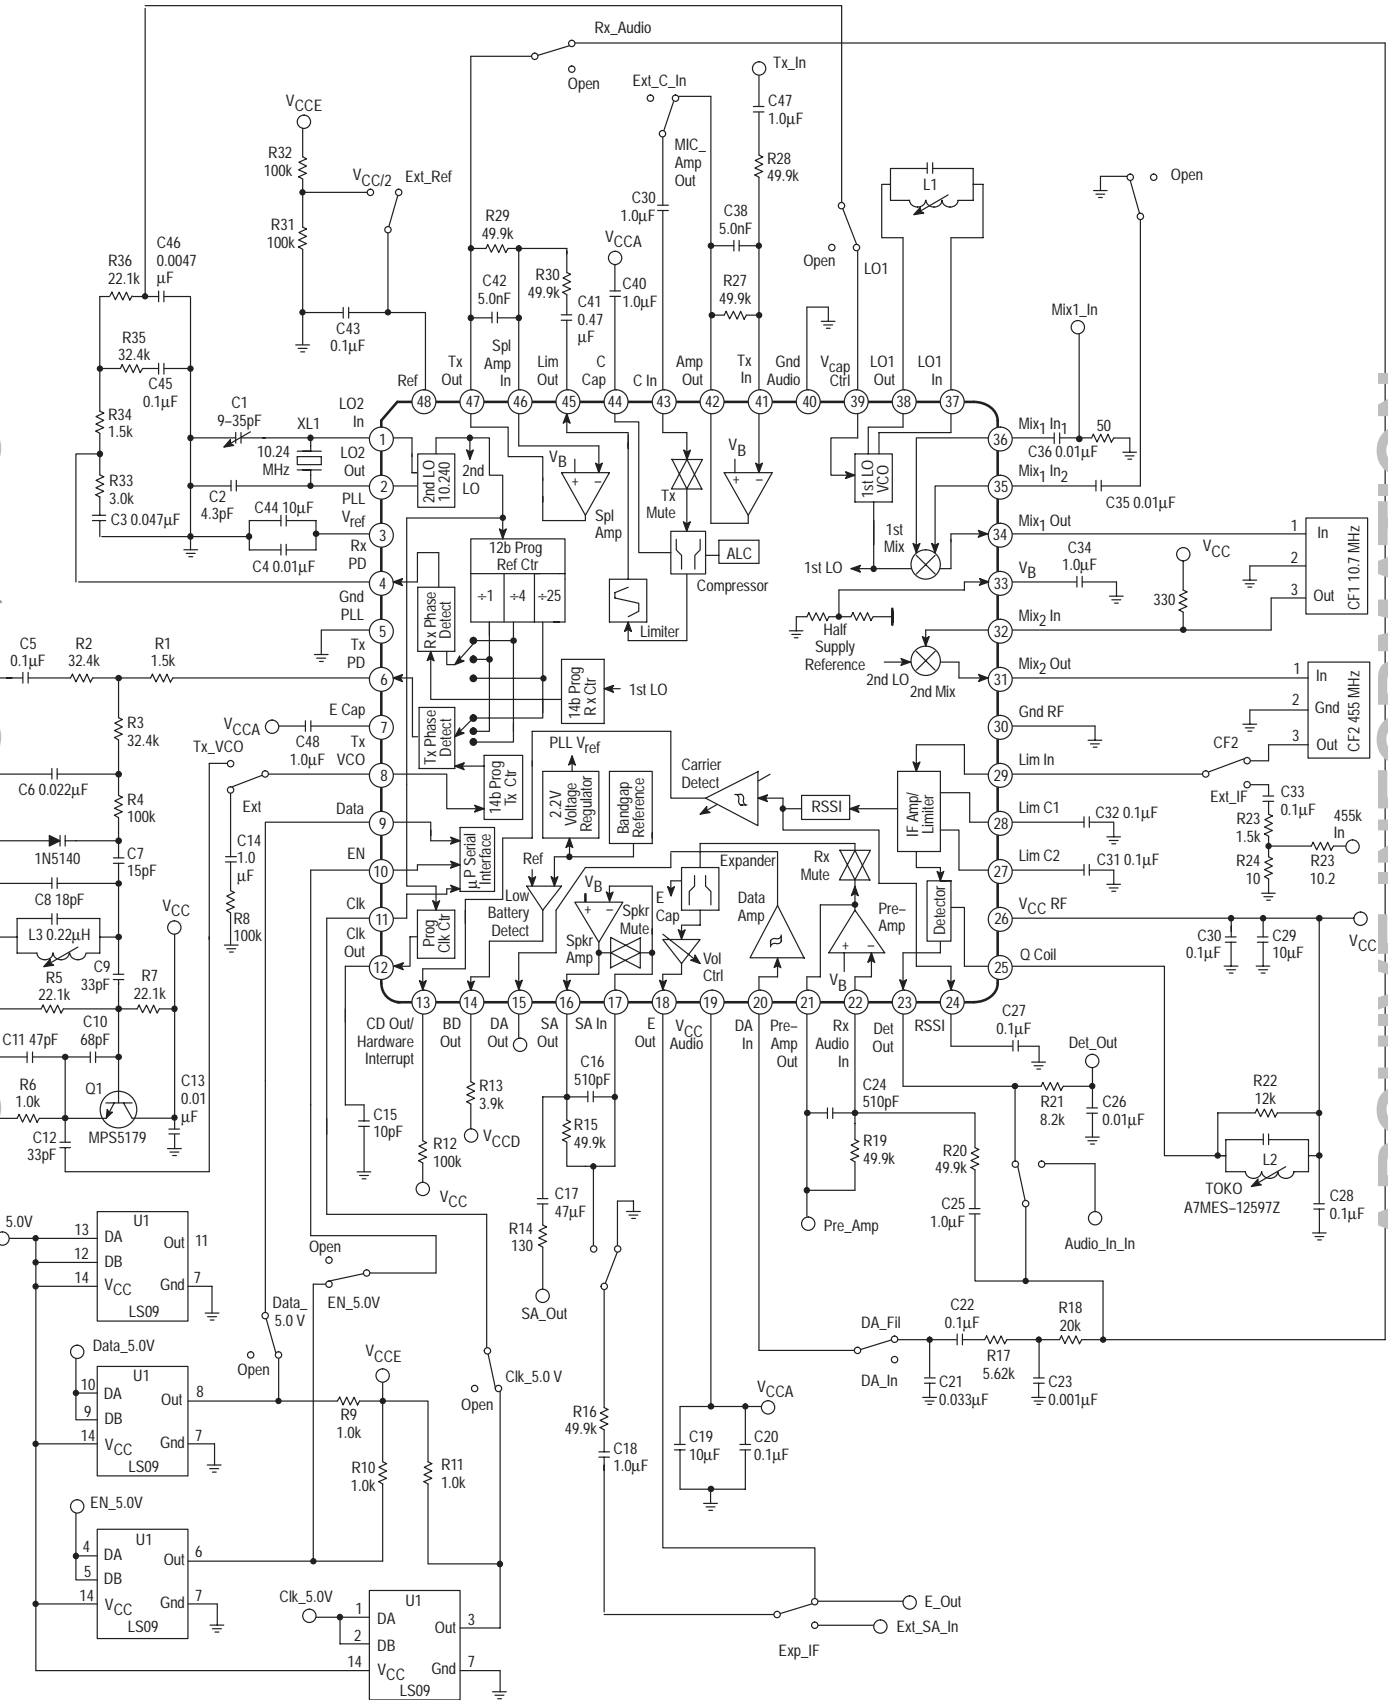 Rx_Audio
Open
Tx_In
Ext_C_In
C47
1.0µF
MIC_
Amp
Out
R28
49.9k
VCCE
R32
100k
VCC/2
Ext_Ref
R31
100k
C43
0.1µF
R29
49.9k
C42
5.0nF
R30
49.9k
C41
0.47
µF
VCCA
C40
1.0µF
C30
1.0µF
C38
5.0nF
R27
49.9k
L1
Open
LO1
Open
Mix1_In
R36
22.1k
C46
0.0047
µF
R35
32.4k
C45
0.1µF
R34
1.5k
R33
3.0k
C3 0.047µF
C1
9–35pF
XL1
10.24
MHz
C2
4.3pF
C44 10µF
C4 0.01µF
Ref
Tx
Out
Spl
Amp
In
Lim
Out
C
Cap
C In
Amp
Out
Tx
In
Gnd
Audio
Vcap
Ctrl
LO1
Out
LO1
In
48
47
46
45
44
43
42
41
40
39
38
37
LO2
In
1
LO2
Out
2
PLL
Vref
3
Rx
PD
4
Gnd
PLL
5
Tx
PD
6
E Cap
7
Tx
VCO
8
Data
9
EN
10
Clk
11
Clk
Out
12
2nd LO
10.240
2nd
LO
VB
+
–
Spl
Amp
Tx
Mute
VB
+
–
ALC
Compressor
Limiter
1st LO
VCO
1st
Mix
1st LO
12b Prog
Ref Ctr
÷1
÷4
÷25
Rx Phase
Detect
14b Prog
Rx Ctr
1st LO
Tx Phase
Detect
14b Prog
Tx Ctr
Half
Supply
Reference
2nd LO
2nd Mix
PLL Vref
2.2V
Voltage
Regulator
Bandgap
Reference
Carrier
Detect
RSSI
IF Amp/
Limiter
Detector
µP Serial
Interface
Prog
Clk Ctr
Ref
Low
Battery
Detect
VB
+
–
Spkr
Amp
Spkr
Mute
Expander
E
Cap
Vol
Ctrl
Data
Amp
Rx
Mute
Pre–
Amp
+
–
VB
36
Mix1 In1
50
C36 0.01µF
35
Mix1 In2
C35 0.01µF
34
Mix1 Out
33
VB
C34
1.0µF
VCC
330
32
Mix2 In
31
Mix2 Out
30
Gnd RF
29
Lim In
28
Lim C1
C32 0.1µF
27
Lim C2
C31 0.1µF
26
VCC RF
25
Q Coil
1
In
2
3
Out
CF1 10.7 MHz
1
In
2
Gnd
3
Out
CF2 455 MHz
CF2
Ext_IF
C33
0.1µF
R23
1.5k
R24
10
455k
In
R23
10.2
C30
0.1µF
C29
10µF
VCC
C5
0.1µF
R2
32.4k
R1
1.5k
R3
32.4k
C6 0.022µF
R4
100k
1N5140
C7
15pF
C8 18pF
L3 0.22µH
C9
33pF
R5
22.1k
R7
22.1k
C10
68pF
C11 47pF
R6
1.0k
Q1
MPS5179
C12
33pF
C13
0.01
µF
VCC
VCCA
C48
1.0µF
Tx_VCO
Ext
C14
1.0
µF
R8
100k
13
14
15
16
17
18
19
20
21
22
23
24
CD Out/
Hardware
Interrupt
BD
Out
DA
Out
SA
Out
SA In
E
Out
VCC
Audio
DA
In
Pre–
Amp
Out
Rx
Audio
In
Det
Out
RSSI
C15
10pF
R12
100k
VCC
R13
3.9k
VCCD
C16
510pF
R15
49.9k
C17
47µF
R14
130
SA_Out
C24
510pF
R19
49.9k
Pre_Amp
R20
49.9k
C25
1.0µF
C27
0.1µF
Det_Out
R21
8.2k
C26
0.01µF
Audio_In_In
R22
12k
L2
TOKO
A7MES–12597Z
C28
0.1µF
DA_Fil
DA_In
C22
0.1µF
R18
20k
R17
5.62k
C21
0.033µF
C23
0.001µF
5.0V
U1
13
DA
12
DB
14
VCC
Out
11
Gnd
7
LS09
Data_5.0V
U1
10
DA
9
DB
14
VCC
Out
8
Gnd
7
LS09
EN_5.0V
U1
4
DA
5
DB
14
VCC
Out
6
Gnd
7
LS09
Clk_5.0V
U1
1
DA
2
DB
14
VCC
Out
3
Gnd
7
LS09
Open
EN_5.0V
Data_
5.0 V
Open
VCCE
R9
1.0k
R10
1.0k
R11
1.0k
Clk_5.0 V
Open
R16
49.9k
C18
1.0µF
VCCA
C19
10µF
C20
0.1µF
E_Out
Ext_SA_In
Exp_IF